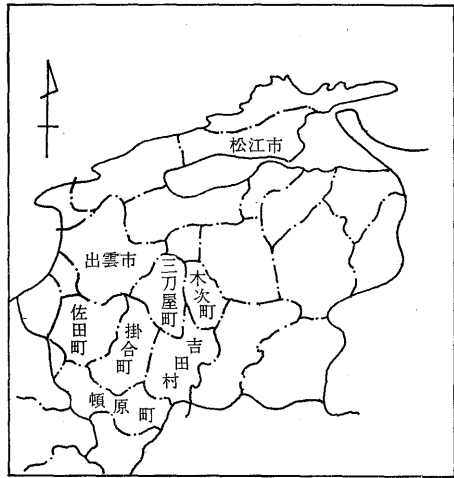 松江市
出雲市
三刀屋町
木次町
佐田町
掛合町
吉田村
頓原町